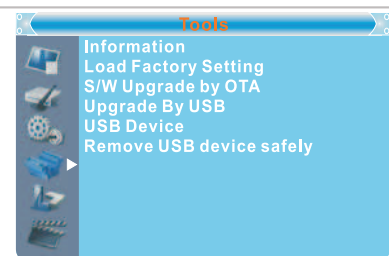 Tools
Information
Load Factory Setting
S/W Upgrade by OTA
Upgrade By USB
USB Device
Remove USB device safely